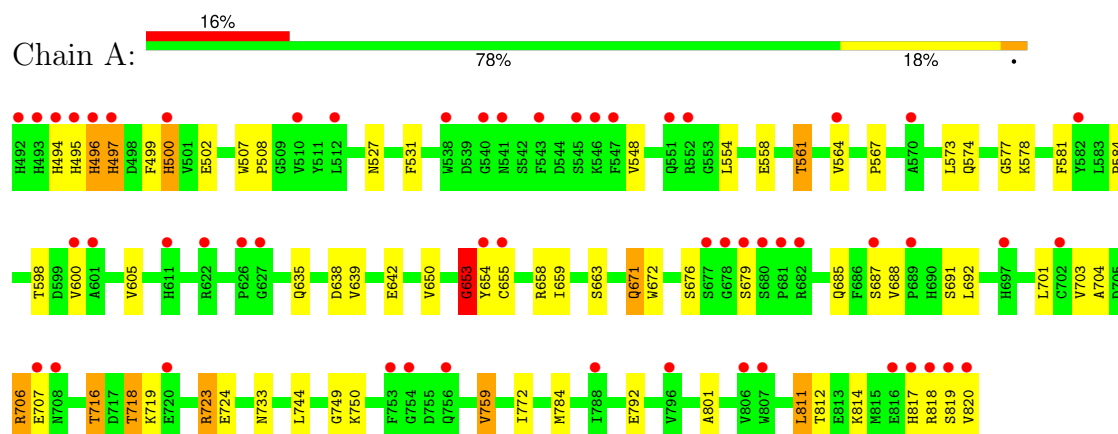 16%
Chain A:
78% 18% •
H492 H493 H494 H495 H496 H497 D498 F499 H500 V501 E502 W507 P508 G509 V510 Y511 L512 N527 F531 W538 D539 G540 N541 S542 F543 D544 S545 K546 F547 V548 Q551 R552 G553 L554 E558 T561 V564 P567 A570 L573 Q574 G577 K578 F581 Y582 L583
T598 D599 V600 A601 V605 H611 R622 P626 G627 Q635 D638 V639 E642 V650 G653 Y654 C655 R658 I659 S663 Q671 W672 S676 S677 G678 S679 S680 P681 R682 Q685 F686 S687 V688 P689 H690 S691 L692 H697 L701 C702 V703 A704
R706 E707 N708 T716 D717 T718 K719 E720 R723 E724 N733 L744 G749 K750 F753 G754 D755 Q756 V759 I772 M784 I788 E792 V796 A801 V806 W807 L811 T812 E813 K814 M815 E816 H817 R818 S819 V820